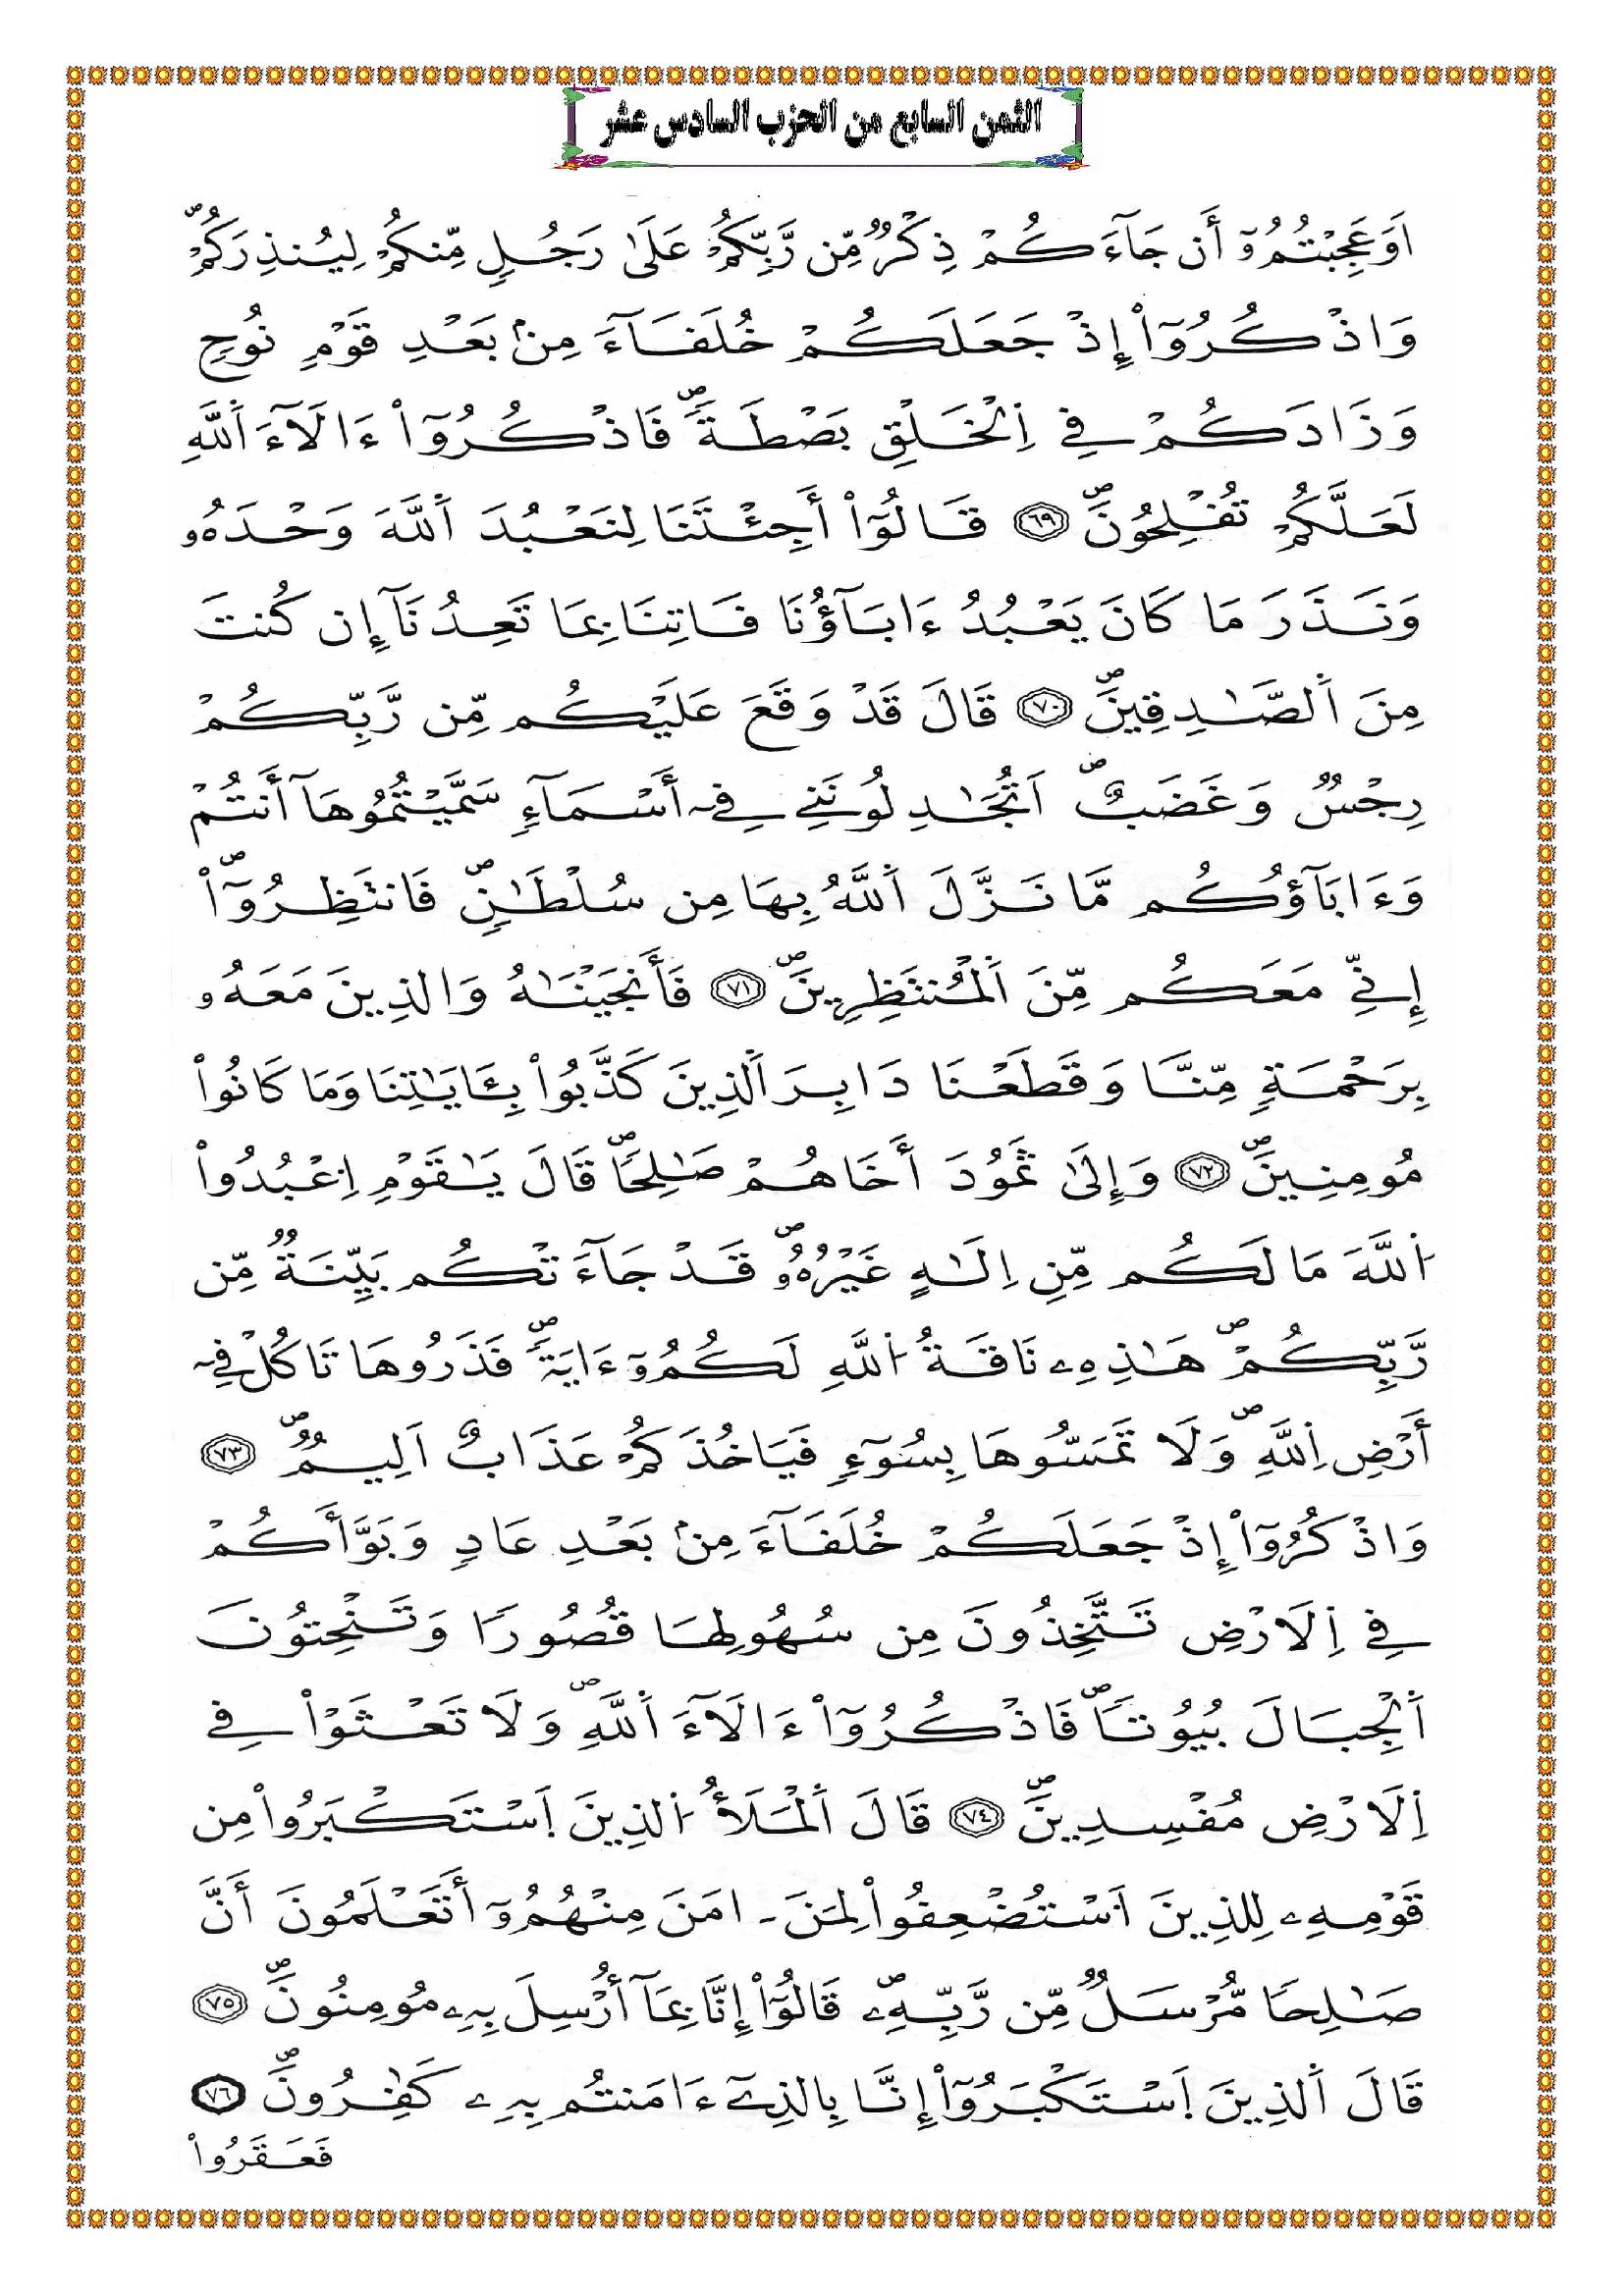 الثمن السابع من الحزب السادس عشر
اَوَعَجِبْتُمُۥٓ أَن جَآءَكُمْ ذِكْرٌ مِّن رَّبِّكُمْ عَلَىٰ رَجُلٍ مِّنكُمْ لِيُنذِرَكُمْۖ
وَاذْكُرُوٓاْ إِذْ جَعَلَكُمْ خُلَفَآءَ مِنۢ بَعْدِ قَوْمِ نُوحٍ
وَزَادَكُمْ فِي اِ۬لْخَلْقِ بَصْطَةًۖ فَاذْكُرُوٓاْ ءَالَآءَ اَ۬للَّهِ
لَعَلَّكُمْ تُفْلِحُونَۖ ٦٩ قَالُوٓاْ أَجِئْتَنَا لِنَعْبُدَ اَ۬للَّهَ وَحْدَهُۥ
وَنَذَرَ مَا كَانَ يَعْبُدُ ءَابَآؤُنَا فَاتِنَا بِمَا تَعِدُنَآ إِن كُنتَ
مِنَ اَ۬لصَّٰدِقِينَۖ ٧٠ قَالَ قَدْ وَقَعَ عَلَيْكُم مِّن رَّبِّكُمْ
رِجْسٌ وَغَضَبٌۖ اَتُجَٰدِلُونَنِي فِے أَسْمَآءٍ سَمَّيْتُمُوهَآ أَنتُمْ
وَءَابَآؤُكُم مَّا نَزَّلَ اَ۬للَّهُ بِهَا مِن سُلْطَٰنٍۖ فَانتَظِرُوٓاْۖ
إِنِّي مَعَكُم مِّنَ اَ۬لْمُنتَظِرِينَۖ ٧١ فَأَنجَيْنَٰهُ وَالذِينَ مَعَهُۥ
بِرَحْمَةٍ مِّنَّا وَقَطَعْنَا دَابِرَ اَ۬لذِينَ كَذَّبُواْ بِـَٔايَٰتِنَا وَمَا كَانُواْ
مُومِنِينَۖ ٧٢ وَإِلَىٰ ثَمُودَ أَخَاهُمْ صَٰلِحاًۖ قَالَ يَٰقَوْمِ اِ۟عْبُدُواْ
اُ۬للَّهَ مَا لَكُم مِّنِ اِلَٰهٍ غَيْرُهُۥۖ قَدْ جَآءَتْكُم بَيِّنَةٌ مِّن
رَّبِّكُمْۖ هَٰذِهِۦ نَاقَةُ اُ۬للَّهِ لَكُمُۥٓ ءَايَةًۖ فَذَرُوهَا تَاكُلْ فِے
أَرْضِ اِ۬للَّهِۖ وَلَا تَمَسُّوهَا بِسُوٓءٍ فَيَاخُذَكُمْ عَذَابٌ اَلِيمٌۖ ٧٣
وَاذْكُرُوٓاْ إِذْ جَعَلَكُمْ خُلَفَآءَ مِنۢ بَعْدِ عَادٍ وَبَوَّأَكُمْ
فِي اِ۬لَارْضِ تَتَّخِذُونَ مِن سُهُولِهَا قُصُوراً وَتَنْحِتُونَ
اَ۬لْجِبَالَ بُيُوتاًۖ فَاذْكُرُوٓاْ ءَالَآءَ اَ۬للَّهِۖ وَلَا تَعْثَوْاْ فِي
اِ۬لَارْضِ مُفْسِدِينَۖ ٧٤ قَالَ اَ۬لْمَلَأُ اُ۬لذِينَ اَ۪سْتَكْبَرُواْ مِن
قَوْمِهِۦ لِلذِينَ اَ۟سْتُضْعِفُواْ لِمَنَ ـ امَنَ مِنْهُمُۥٓ أَتَعْلَمُونَ أَنَّ
صَٰلِحاً مُّرْسَلٌ مِّن رَّبِّهِۦۖ قَالُوٓاْ إِنَّا بِمَآ أُرْسِلَ بِهِۦ مُومِنُونَۖ ٧٥
قَالَ اَ۬لذِينَ اَ۪سْتَكْبَرُوٓاْ إِنَّا بِالذِےٓ ءَامَنتُم بِهِۦ كَٰفِرُونَۖ ٧٦
فَعَقَرُواْ